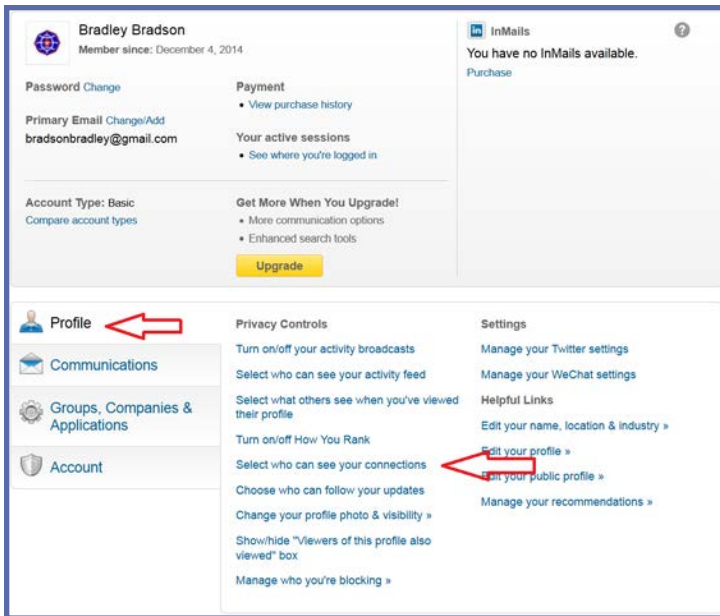 Bradley Bradson
Member since: December 4, 2014
Password Change
Primary Email Change/Add
bradsonbradley@gmail.com
Payment
• View purchase history
Your active sessions
• See where you're logged in
Account Type: Basic
Compare account types
Get More When You Upgrade!
• More communication options
• Enhanced search tools
Upgrade
in InMails ?
You have no InMails available.
Purchase
Profile
Communications
Groups, Companies &
Applications
Account
Privacy Controls
Turn on/off your activity broadcasts
Select who can see your activity feed
Select what others see when you've viewed
their profile
Turn on/off How You Rank
Select who can see your connections
Choose who can follow your updates
Change your profile photo & visibility »
Show/hide "Viewers of this profile also
viewed" box
Manage who you're blocking »
Settings
Manage your Twitter settings
Manage your WeChat settings
Helpful Links
Edit your name, location & industry »
Edit your profile »
Edit your public profile »
Manage your recommendations »